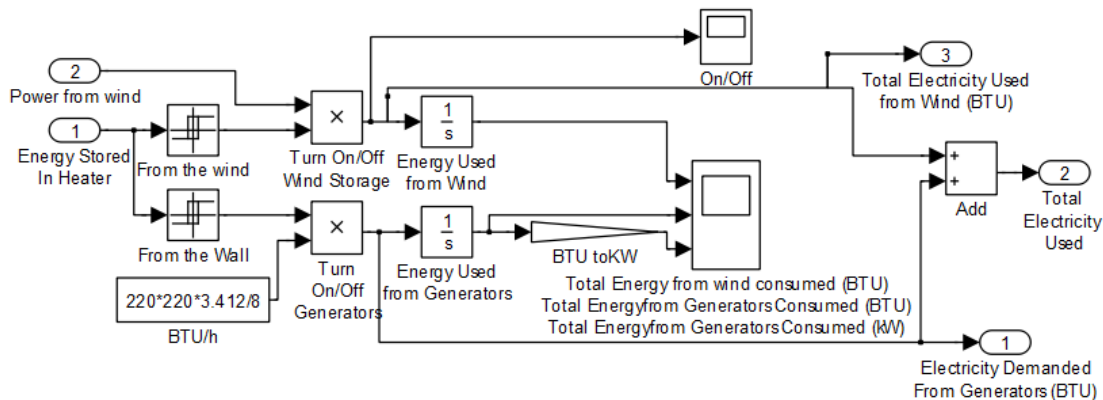 2
Power from wind
1
Energy Stored
In Heater
From the wind
From the Wall
220*220*3.412/8
BTU/h
×
Turn On/Off
Wind Storage
×
Turn
On/Off
Generators
1
s
Energy Used
from Wind
1
s
Energy Used
from Generators
BTU toKW
On/Off
Total Energy from wind consumed (BTU)
Total Energyfrom Generators Consumed (BTU)
Total Energyfrom Generators Consumed (kW)
3
Total Electricity Used
from Wind (BTU)
+
+
Add
2
Total
Electricity
Used
1
Electricity Demanded
From Generators (BTU)